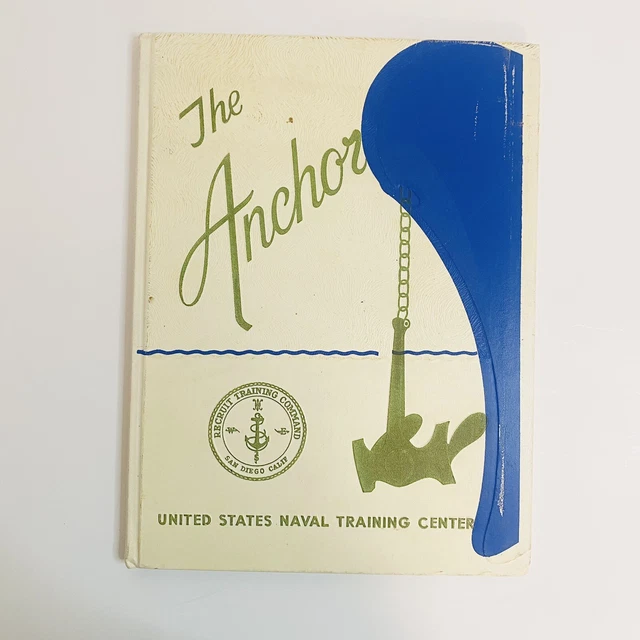 The
Anchor
RECRUIT TRAINING COMMAND
SAN DIEGO CALIF
UNITED STATES NAVAL TRAINING CENTER